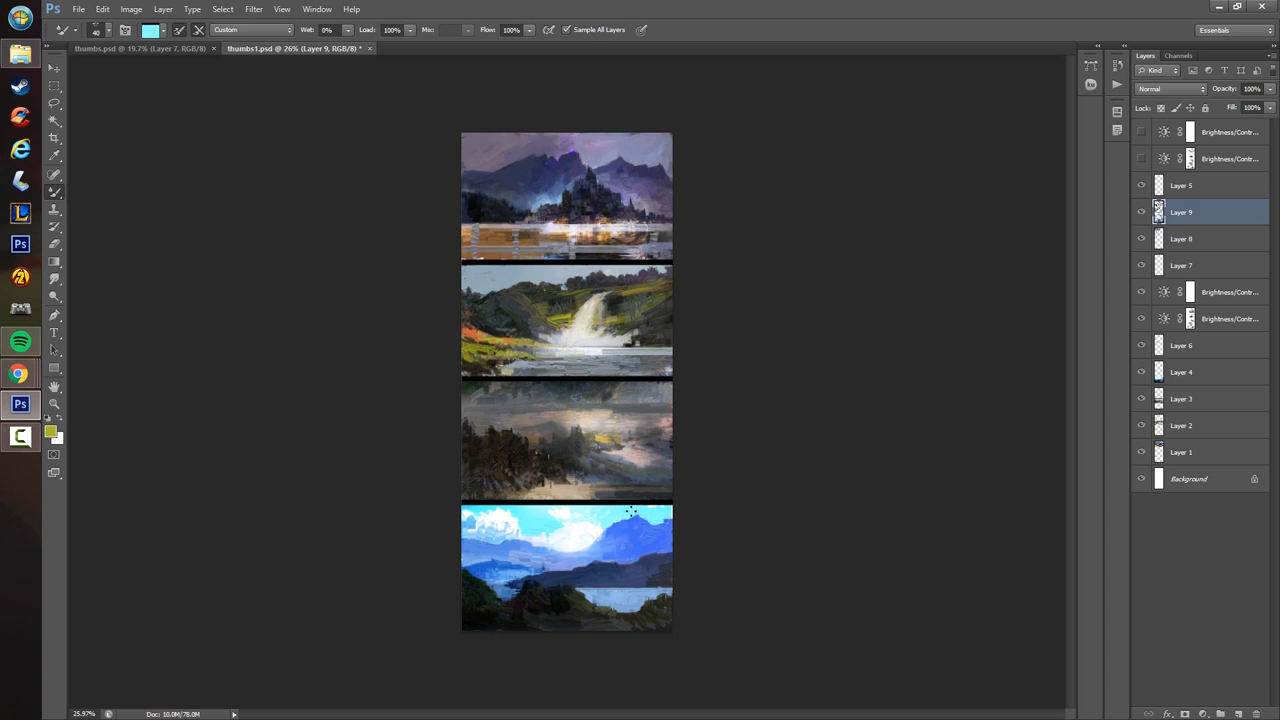 Ps File Edit Image Layer Type Select Filter View Window Help
40 Custom Wet: 0% Load: 100% Mix: Flow: 100% Sample All Layers Essentials
thumbs.psd @ 19.7% (Layer 7, RGB/8) × thumbs1.psd @ 26% (Layer 9, RGB/8) * ×
Layers Channels
Kind
Normal Opacity: 100%
Lock: Fill: 100%
Brightness/Contr...
Brightness/Contr...
Layer 5
Layer 9
Layer 8
Layer 7
Brightness/Contr...
Brightness/Contr...
Layer 6
Layer 4
Layer 3
Layer 2
Layer 1
Background
Ps
Ps
25.97% Doc: 10.0M/78.0M